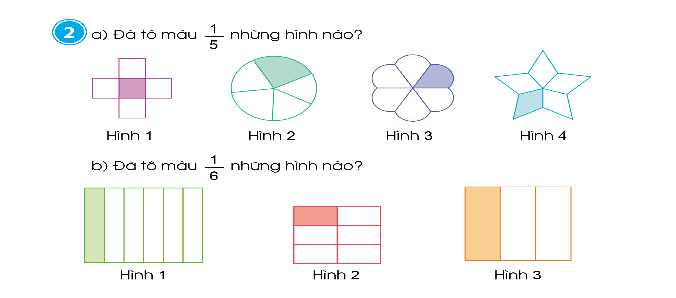 2 a) Đã tô màu 1/5 những hình nào?
Hình 1 Hình 2 Hình 3 Hình 4
b) Đã tô màu 1/6 những hình nào?
Hình 1 Hình 2 Hình 3